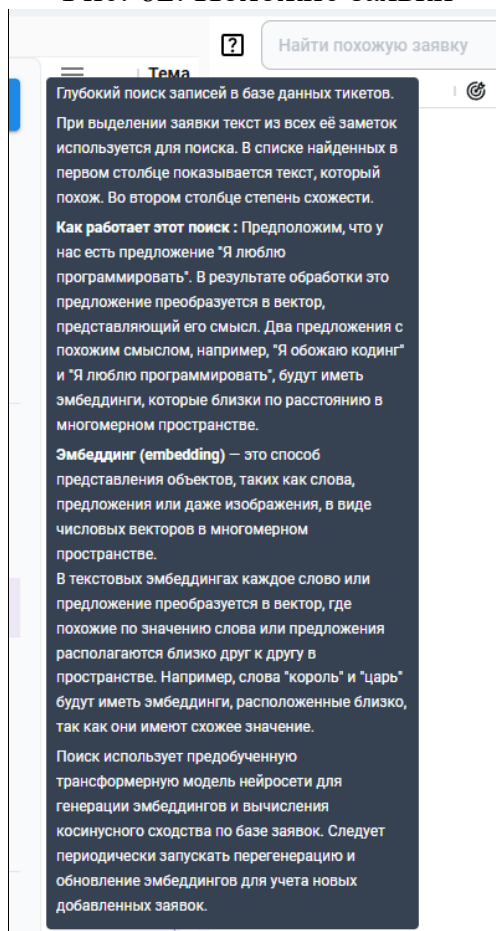 Найти похожую заявку
Тема
Глубокий поиск записей в базе данных тикетов.
При выделении заявки текст из всех её заметок
используется для поиска. В списке найденных в
первом столбце показывается текст, который
похож. Во втором столбце степень схожести.
Как работает этот поиск : Предположим, что у
нас есть предложение "Я люблю
программировать". В результате обработки это
предложение преобразуется в вектор,
представляющий его смысл. Два предложения с
похожим смыслом, например, "Я обожаю кодинг"
и "Я люблю программировать", будут иметь
эмбеддинги, которые близки по расстоянию в
многомерном пространстве.
Эмбеддинг (embedding) — это способ
представления объектов, таких как слова,
предложения или даже изображения, в виде
числовых векторов в многомерном
пространстве.
В текстовых эмбеддингах каждое слово или
предложение преобразуется в вектор, где
похожие по значению слова или предложения
располагаются близко друг к другу в
пространстве. Например, слова "король" и "царь"
будут иметь эмбеддинги, расположенные близко,
так как они имеют схожее значение.
Поиск использует предобученную
трансформерную модель нейросети для
генерации эмбеддингов и вычисления
косинусного сходства по базе заявок. Следует
периодически запускать перегенерацию и
обновление эмбеддингов для учета новых
добавленных заявок.